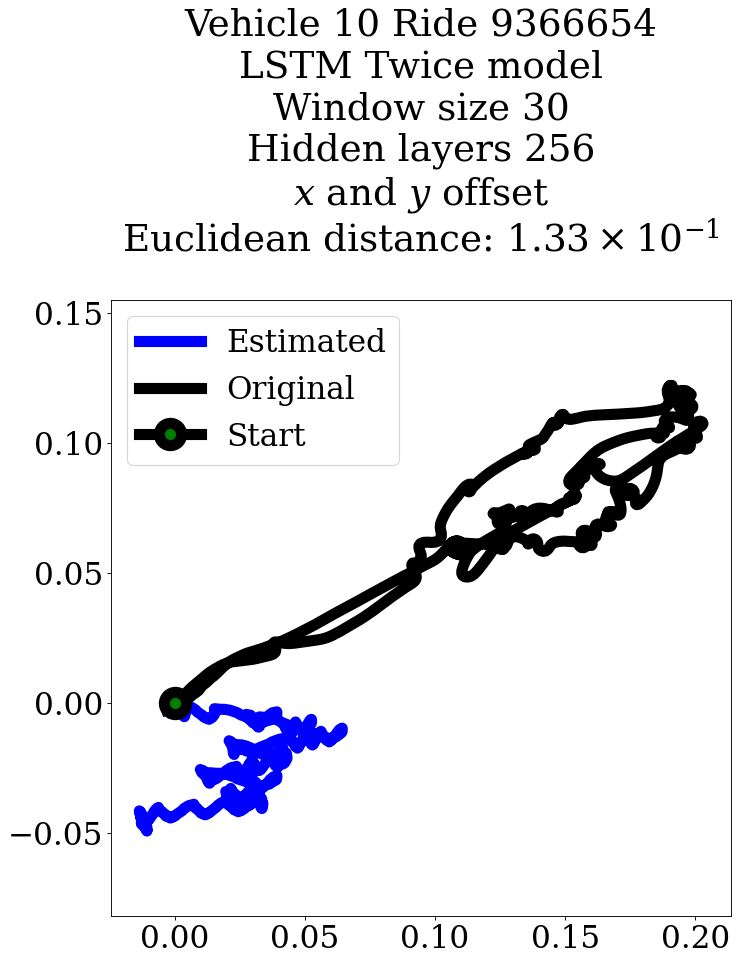 Vehicle 10 Ride 9366654
LSTM Twice model
Window size 30
Hidden layers 256
x and y offset
Euclidean distance: 1.33 × 10⁻¹
0.15
0.10
0.05
0.00
−0.05
Estimated
Original
Start
0.00 0.05 0.10 0.15 0.20